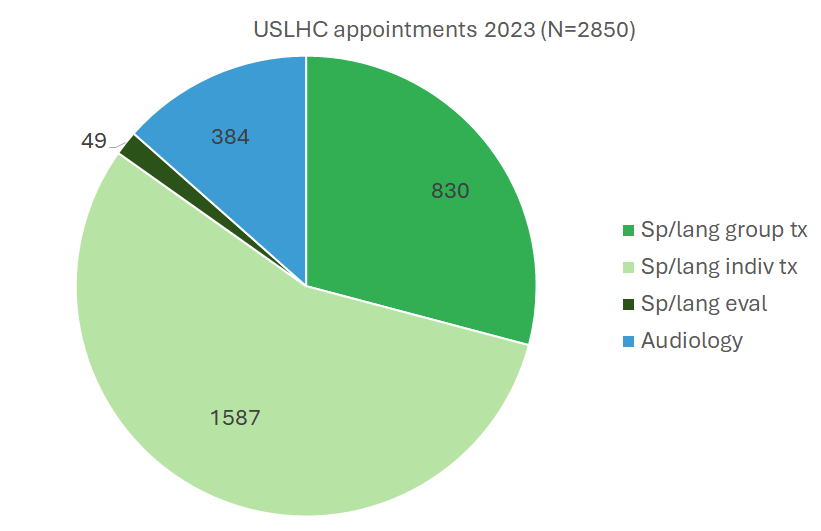 USLHC appointments 2023 (N=2850)
384
49
830
1587
Sp/lang group tx
Sp/lang indiv tx
Sp/lang eval
Audiology